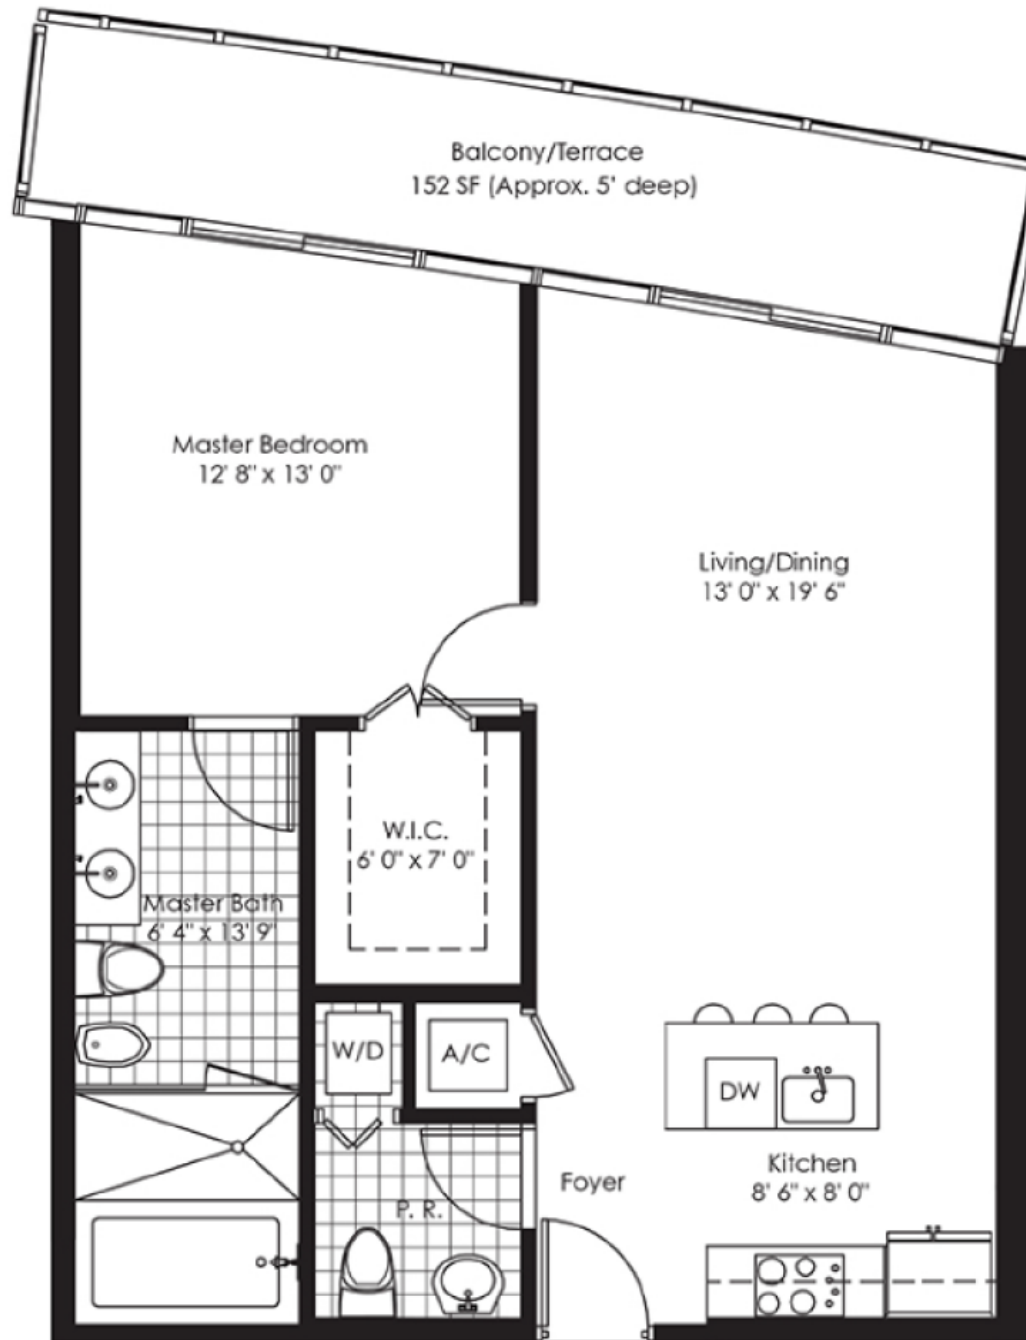 Balcony/Terrace
152 SF (Approx. 5' deep)
Master Bedroom
12' 8" x 13' 0"
Living/Dining
13' 0" x 19' 6"
W.I.C.
6' 0" x 7' 0"
Master Bath
6' 4" x 13' 9"
W/D
A/C
DW
Kitchen
8' 6" x 8' 0"
Foyer
P. R.